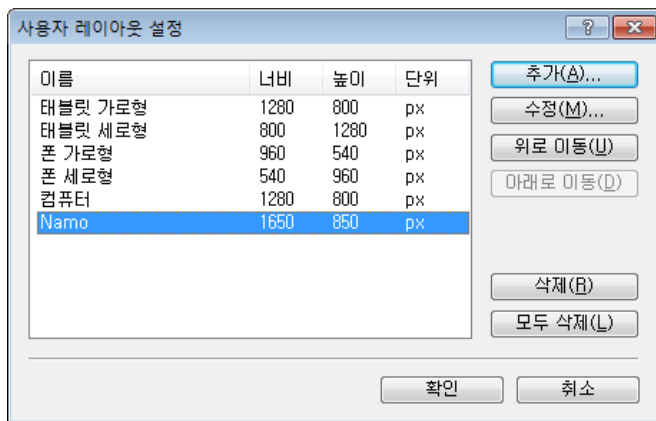 사용자 레이아웃 설정
이름 너비 높이 단위
태블릿 가로형 1280 800 px
태블릿 세로형 800 1280 px
폰 가로형 960 540 px
폰 세로형 540 960 px
컴퓨터 1280 800 px
Namo 1650 850 px
추가(A)...
수정(M)...
위로 이동(U)
아래로 이동(D)
삭제(R)
모두 삭제(L)
확인 취소